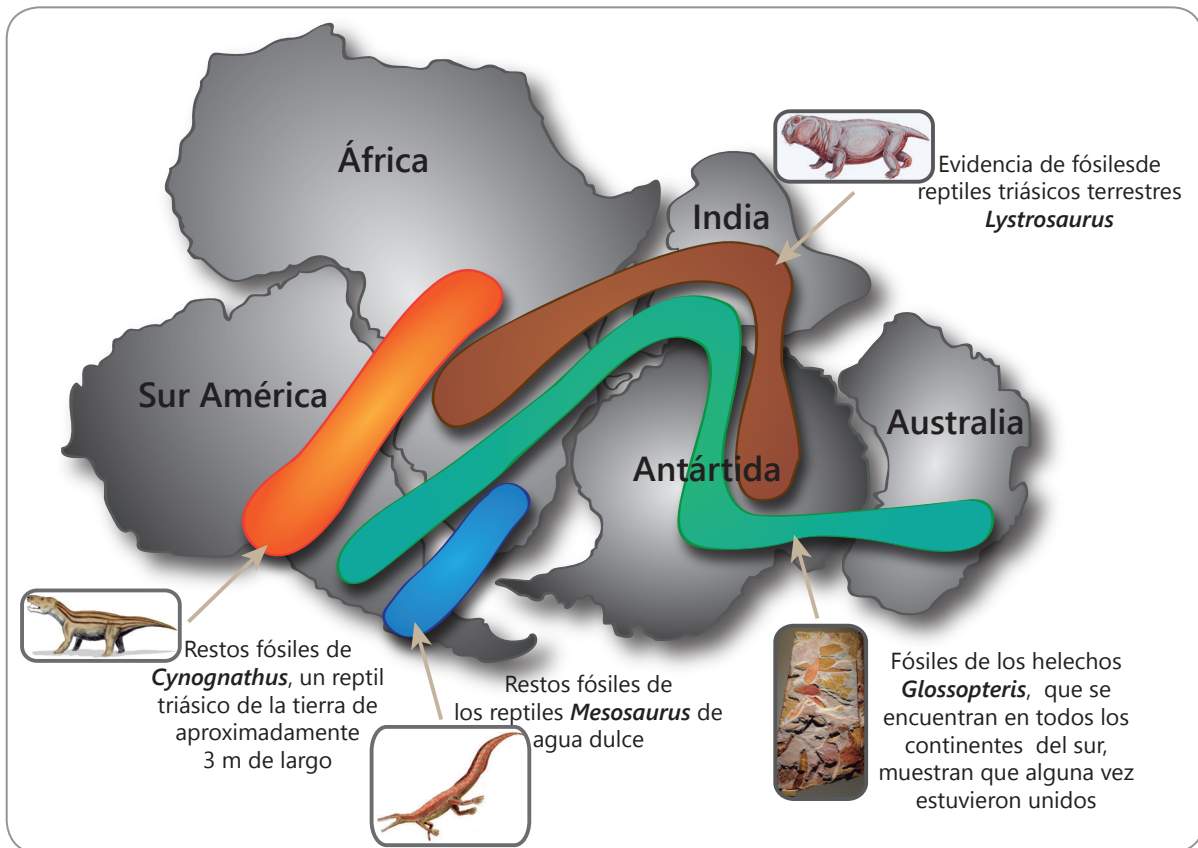 África
India
Evidencia de fósilesde
reptiles triásicos terrestres
Lystrosaurus
Sur América
Australia
Antártida
Restos fósiles de
Cynognathus, un reptil
triásico de la tierra de
aproximadamente
3 m de largo
Restos fósiles de
los reptiles Mesosaurus de
agua dulce
Fósiles de los helechos
Glossopteris, que se
encuentran en todos los
continentes del sur,
muestran que alguna vez
estuvieron unidos